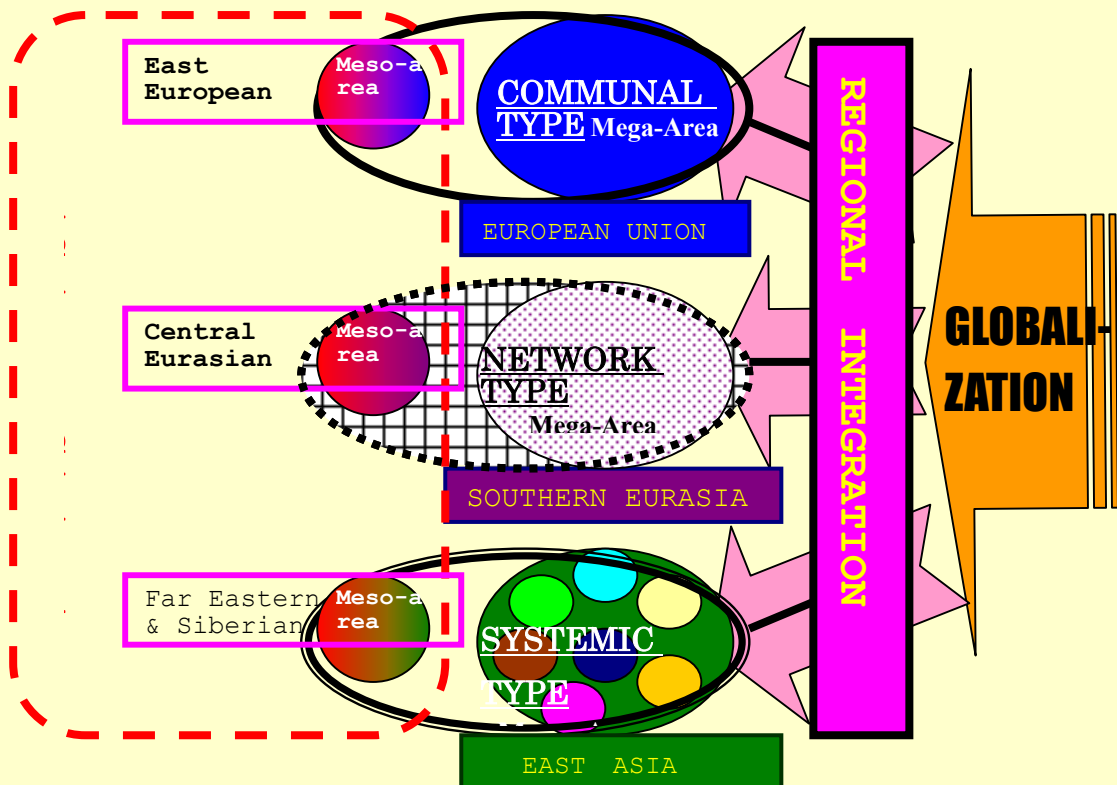 East
European
Meso-a
rea
COMMUNAL
TYPE Mega-Area
EUROPEAN UNION
Central
Eurasian
Meso-a
rea
NETWORK
TYPE
Mega-Area
SOUTHERN EURASIA
Far Eastern
& Siberian
Meso-a
rea
SYSTEMIC
TYPE
EAST ASIA
REGIONAL INTEGRATION
GLOBALI-
ZATION